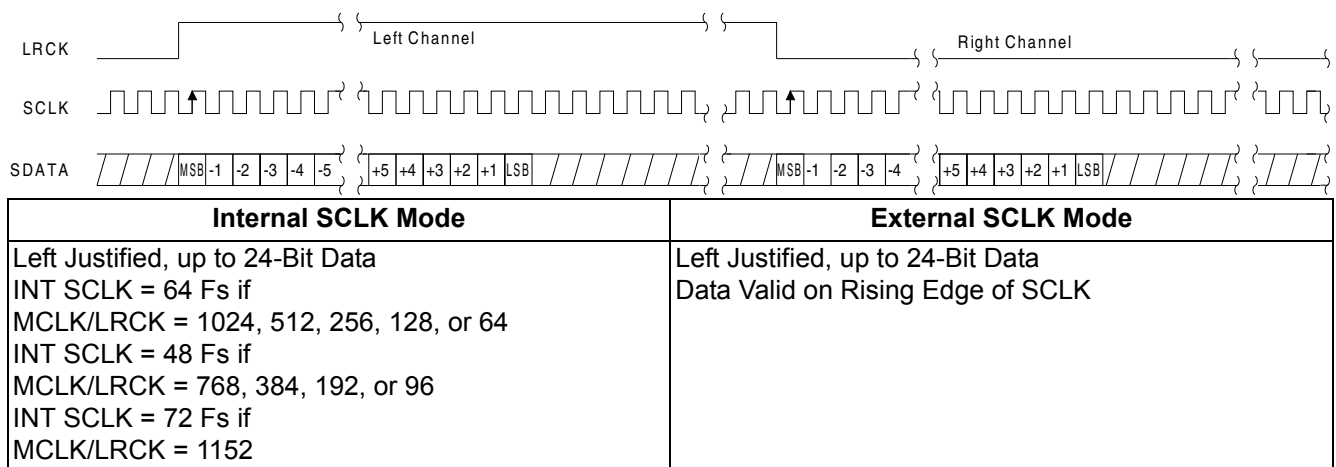 LRCK Left Channel Right Channel
SCLK
SDATA MSB -1 -2 -3 -4 -5 +5 +4 +3 +2 +1 LSB MSB -1 -2 -3 -4 +5 +4 +3 +2 +1 LSB
Internal SCLK Mode External SCLK Mode
Left Justified, up to 24-Bit Data
INT SCLK = 64 Fs if
MCLK/LRCK = 1024, 512, 256, 128, or 64
INT SCLK = 48 Fs if
MCLK/LRCK = 768, 384, 192, or 96
INT SCLK = 72 Fs if
MCLK/LRCK = 1152
Left Justified, up to 24-Bit Data
Data Valid on Rising Edge of SCLK